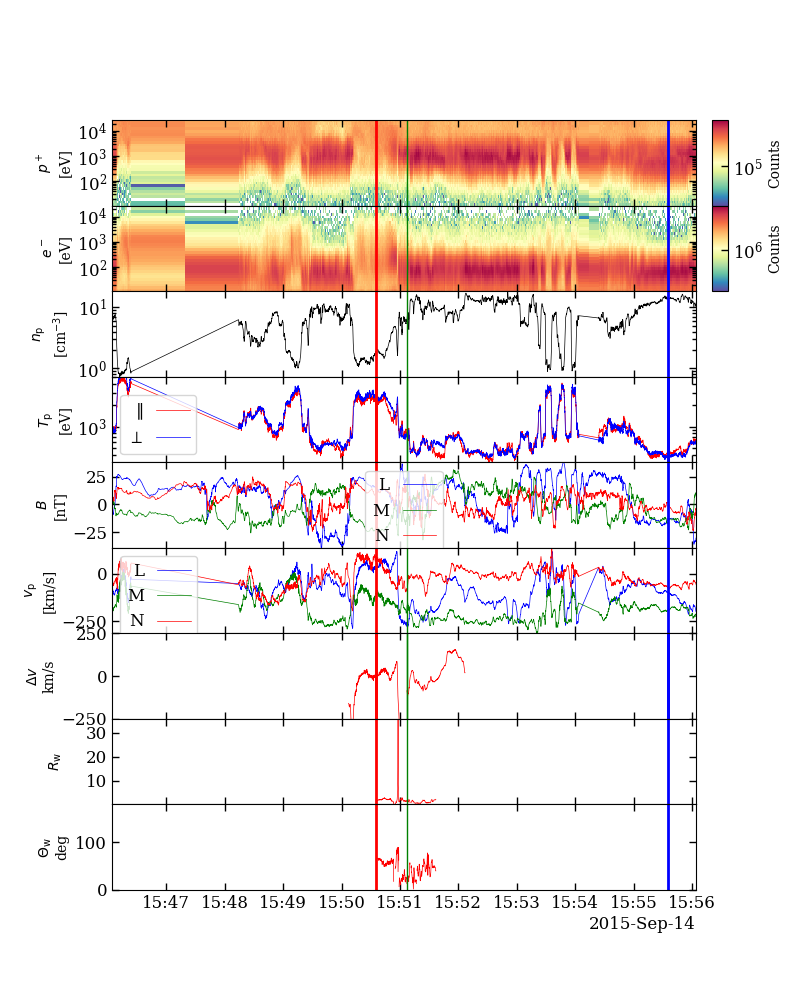 10⁴
10³
10²
p⁺
[eV]
10⁵
Counts
10⁴
10³
10²
e⁻
[eV]
10⁶
Counts
10¹
10⁰
nₚ
[cm⁻³]
10³
Tₚ
[eV]
∥
⊥
25
0
−25
B
[nT]
L
M
N
0
−250
vₚ
[km/s]
L
M
N
250
0
−250
Δv
km/s
30
20
10
R_w
100
0
Θ_w
deg
15:47 15:48 15:49 15:50 15:51 15:52 15:53 15:54 15:55 15:56
2015-Sep-14